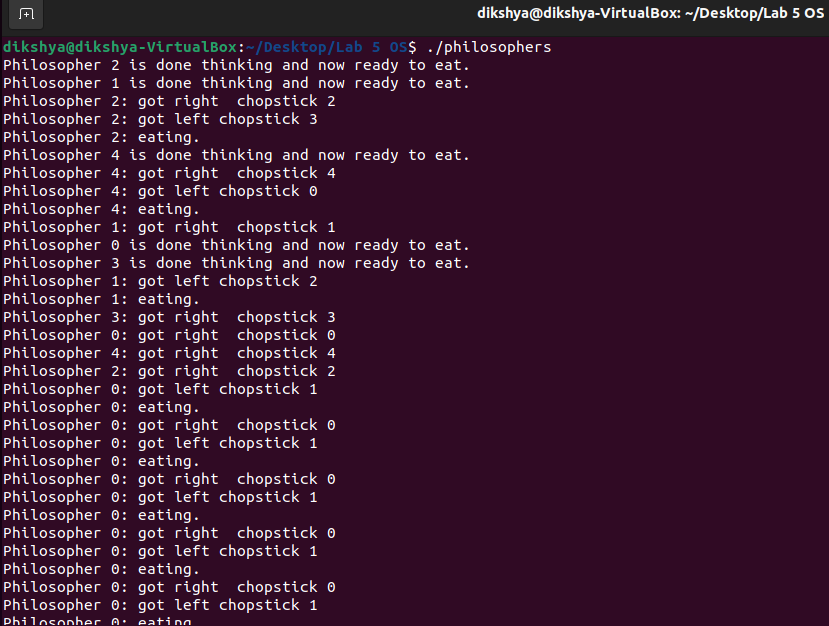 dikshya@dikshya-VirtualBox: ~/Desktop/Lab 5 OS
dikshya@dikshya-VirtualBox:~/Desktop/Lab 5 OS$ ./philosophers
Philosopher 2 is done thinking and now ready to eat.
Philosopher 1 is done thinking and now ready to eat.
Philosopher 2: got right  chopstick 2
Philosopher 2: got left chopstick 3
Philosopher 2: eating.
Philosopher 4 is done thinking and now ready to eat.
Philosopher 4: got right  chopstick 4
Philosopher 4: got left chopstick 0
Philosopher 4: eating.
Philosopher 1: got right  chopstick 1
Philosopher 0 is done thinking and now ready to eat.
Philosopher 3 is done thinking and now ready to eat.
Philosopher 1: got left chopstick 2
Philosopher 1: eating.
Philosopher 3: got right  chopstick 3
Philosopher 0: got right  chopstick 0
Philosopher 4: got right  chopstick 4
Philosopher 2: got right  chopstick 2
Philosopher 0: got left chopstick 1
Philosopher 0: eating.
Philosopher 0: got right  chopstick 0
Philosopher 0: got left chopstick 1
Philosopher 0: eating.
Philosopher 0: got right  chopstick 0
Philosopher 0: got left chopstick 1
Philosopher 0: eating.
Philosopher 0: got right  chopstick 0
Philosopher 0: got left chopstick 1
Philosopher 0: eating.
Philosopher 0: got right  chopstick 0
Philosopher 0: got left chopstick 1
Philosopher 0: eating